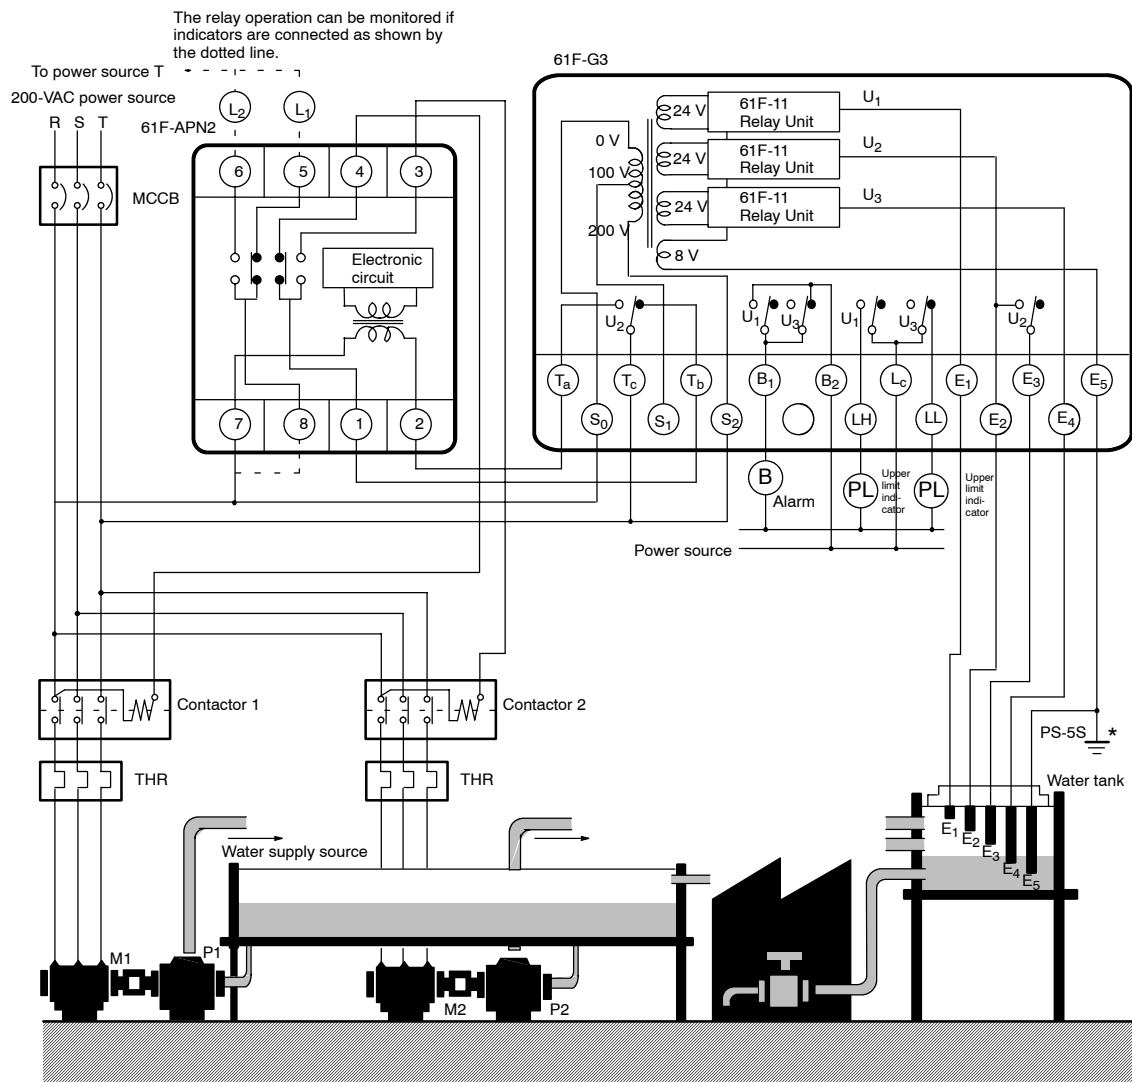 The relay operation can be monitored if
indicators are connected as shown by
the dotted line.
61F-G3
To power source T
200-VAC power source
R S T
61F-APN2
L2 L1
MCCB
6 5 4 3
Electronic
circuit
7 8 1 2
0 V
100 V
200 V
24 V
61F-11
Relay Unit
U1
24 V
61F-11
Relay Unit
U2
24 V
61F-11
Relay Unit
U3
8 V
U2 U1 U3 U1 U3 U2
Ta Tc Tb B1 B2 Lc E1 E3 E5
S0 S1 S2 LH LL E2 E4
B
Alarm
PL
Upper
limit
indi-
cator
PL
Upper
limit
indi-
cator
Power source
Contactor 1
Contactor 2
PS-5S *
THR
THR
Water tank
E1
E2
E3
E4
E5
Water supply source
M1
P1
M2
P2